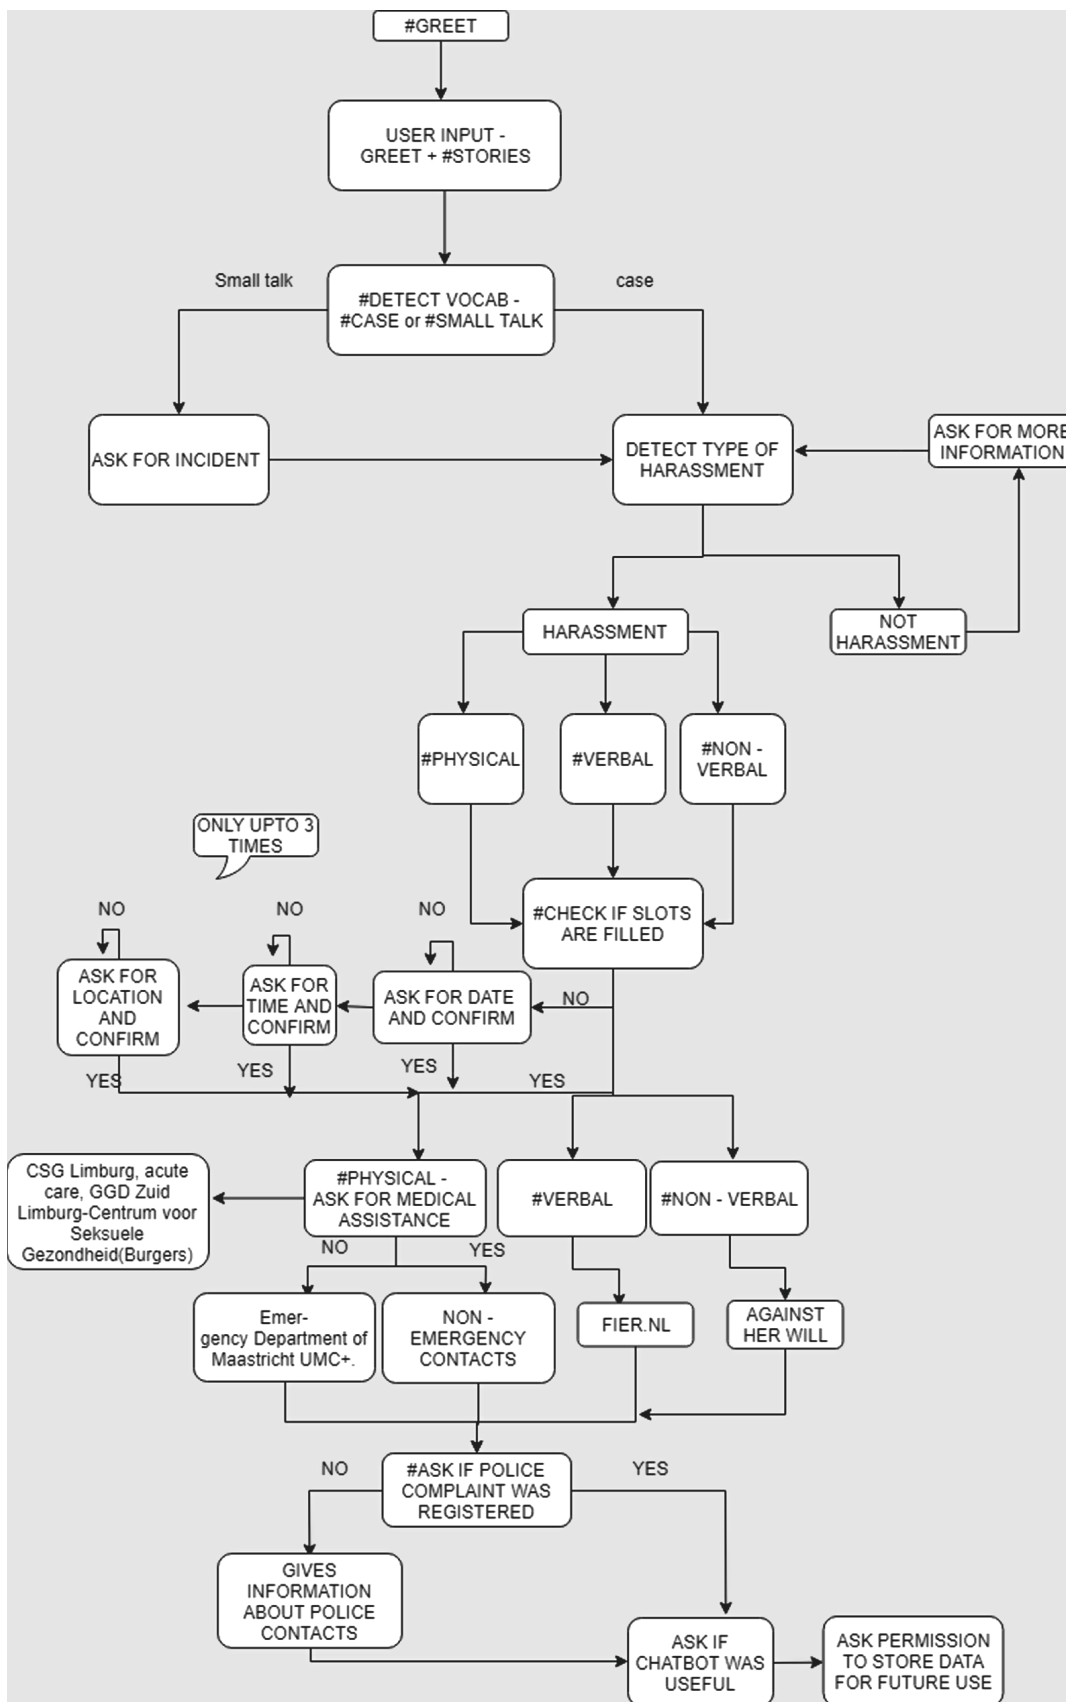 #GREET
USER INPUT -
GREET + #STORIES
Small talk
case
#DETECT VOCAB -
#CASE or #SMALL TALK
ASK FOR INCIDENT
DETECT TYPE OF
HARASSMENT
ASK FOR MORE
INFORMATION
HARASSMENT
NOT
HARASSMENT
#PHYSICAL
#VERBAL
#NON -
VERBAL
ONLY UPTO 3
TIMES
#CHECK IF SLOTS
ARE FILLED
NO
NO
NO
ASK FOR
LOCATION
AND
CONFIRM
ASK FOR
TIME AND
CONFIRM
ASK FOR DATE
AND CONFIRM
NO
YES
YES
YES
YES
CSG Limburg, acute
care, GGD Zuid
Limburg-Centrum voor
Seksuele
Gezondheid(Burgers)
#PHYSICAL -
ASK FOR MEDICAL
ASSISTANCE
#VERBAL
#NON - VERBAL
NO
YES
Emer-
gency Department of
Maastricht UMC+.
NON -
EMERGENCY
CONTACTS
FIER.NL
AGAINST
HER WILL
NO
#ASK IF POLICE
COMPLAINT WAS
REGISTERED
YES
GIVES
INFORMATION
ABOUT POLICE
CONTACTS
ASK IF
CHATBOT WAS
USEFUL
ASK PERMISSION
TO STORE DATA
FOR FUTURE USE